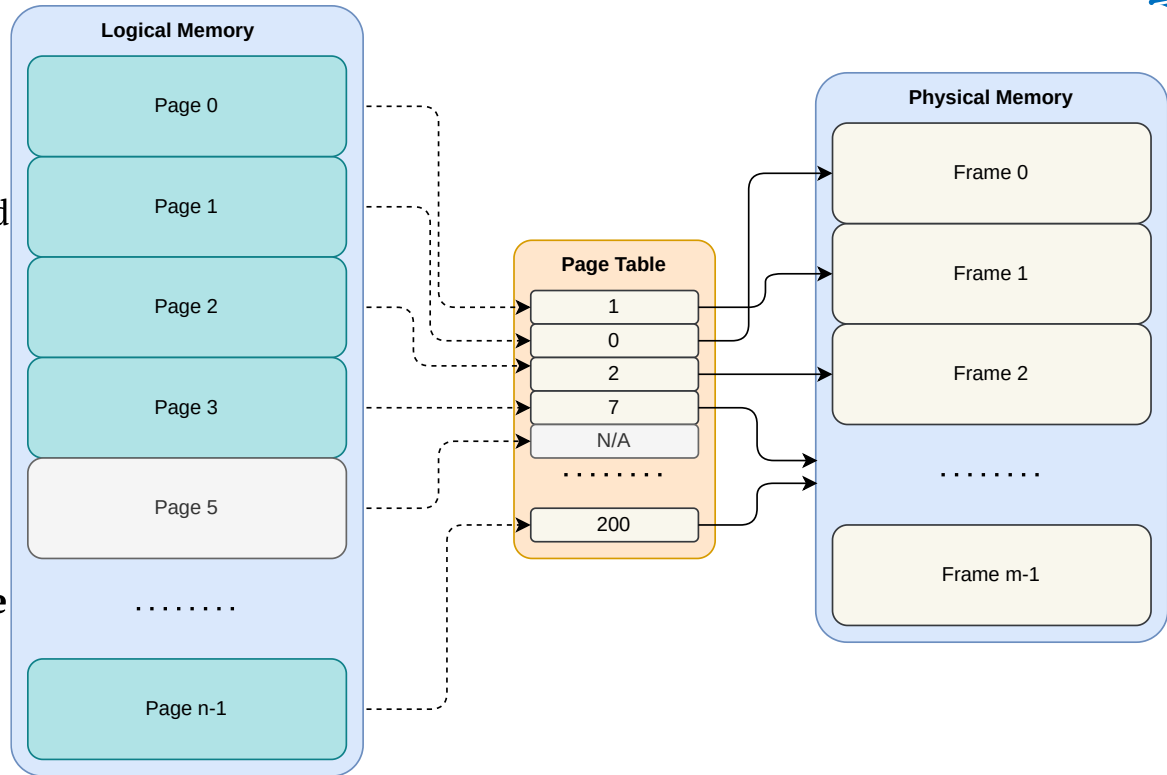 Logical Memory
Page 0
Page 1
d
Page 2
Page 3
Page 5
e
........
Page n-1
Page Table
1
0
2
7
N/A
........
200
Physical Memory
Frame 0
Frame 1
Frame 2
........
Frame m-1